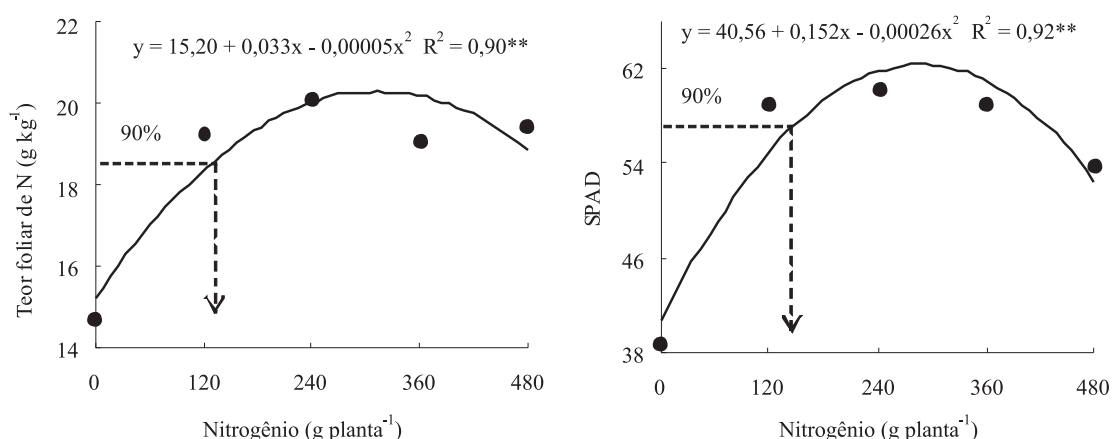 22
y = 15,20 + 0,033x - 0,00005x² R² = 0,90**
20
90%
18
16
14
Teor foliar de N (g kg⁻¹)
0 120 240 360 480
Nitrogênio (g planta⁻¹)
y = 40,56 + 0,152x - 0,00026x² R² = 0,92**
62
90%
54
46
38
SPAD
0 120 240 360 480
Nitrogênio (g planta⁻¹)